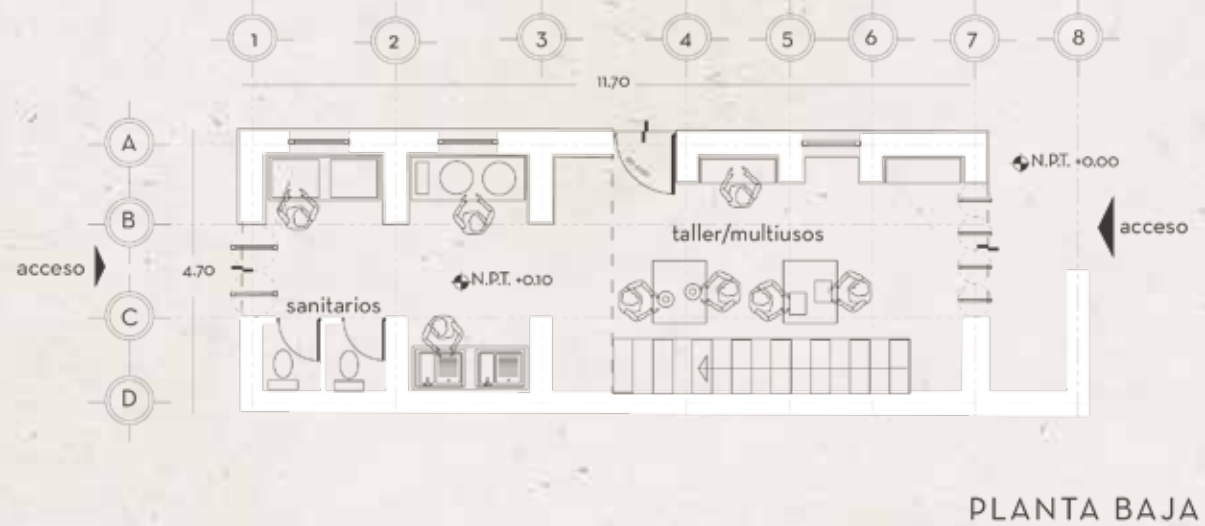 1
2
3
4
5
6
7
8
11.70
A
N.P.T. +0.00
B
acceso
taller/multiusos
acceso
4.70
N.P.T. +0.10
sanitarios
C
D
PLANTA BAJA